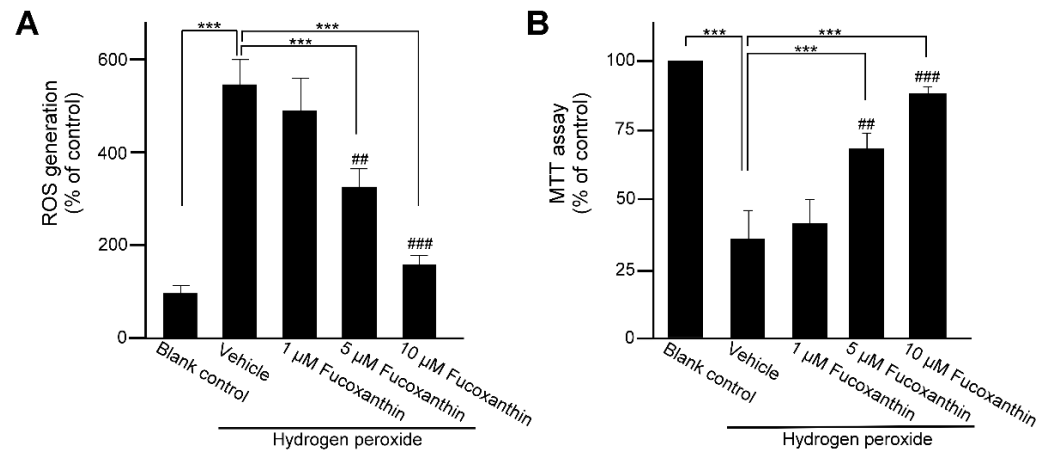 A
ROS generation
(% of control)
600
400
200
0
***
***
***
##
###
Blank control
Vehicle
1 µM Fucoxanthin
5 µM Fucoxanthin
10 µM Fucoxanthin
Hydrogen peroxide
B
MTT assay
(% of control)
100
75
50
25
0
***
***
***
##
###
Blank control
Vehicle
1 µM Fucoxanthin
5 µM Fucoxanthin
10 µM Fucoxanthin
Hydrogen peroxide